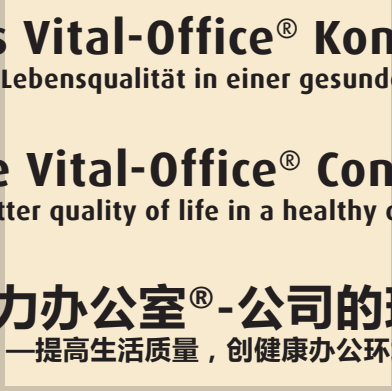 s Vital-Office® Kon
Lebensqualität in einer gesund
e Vital-Office® Con
tter quality of life in a healthy
力办公室®-公司的
—提高生活质量，创健康办公环